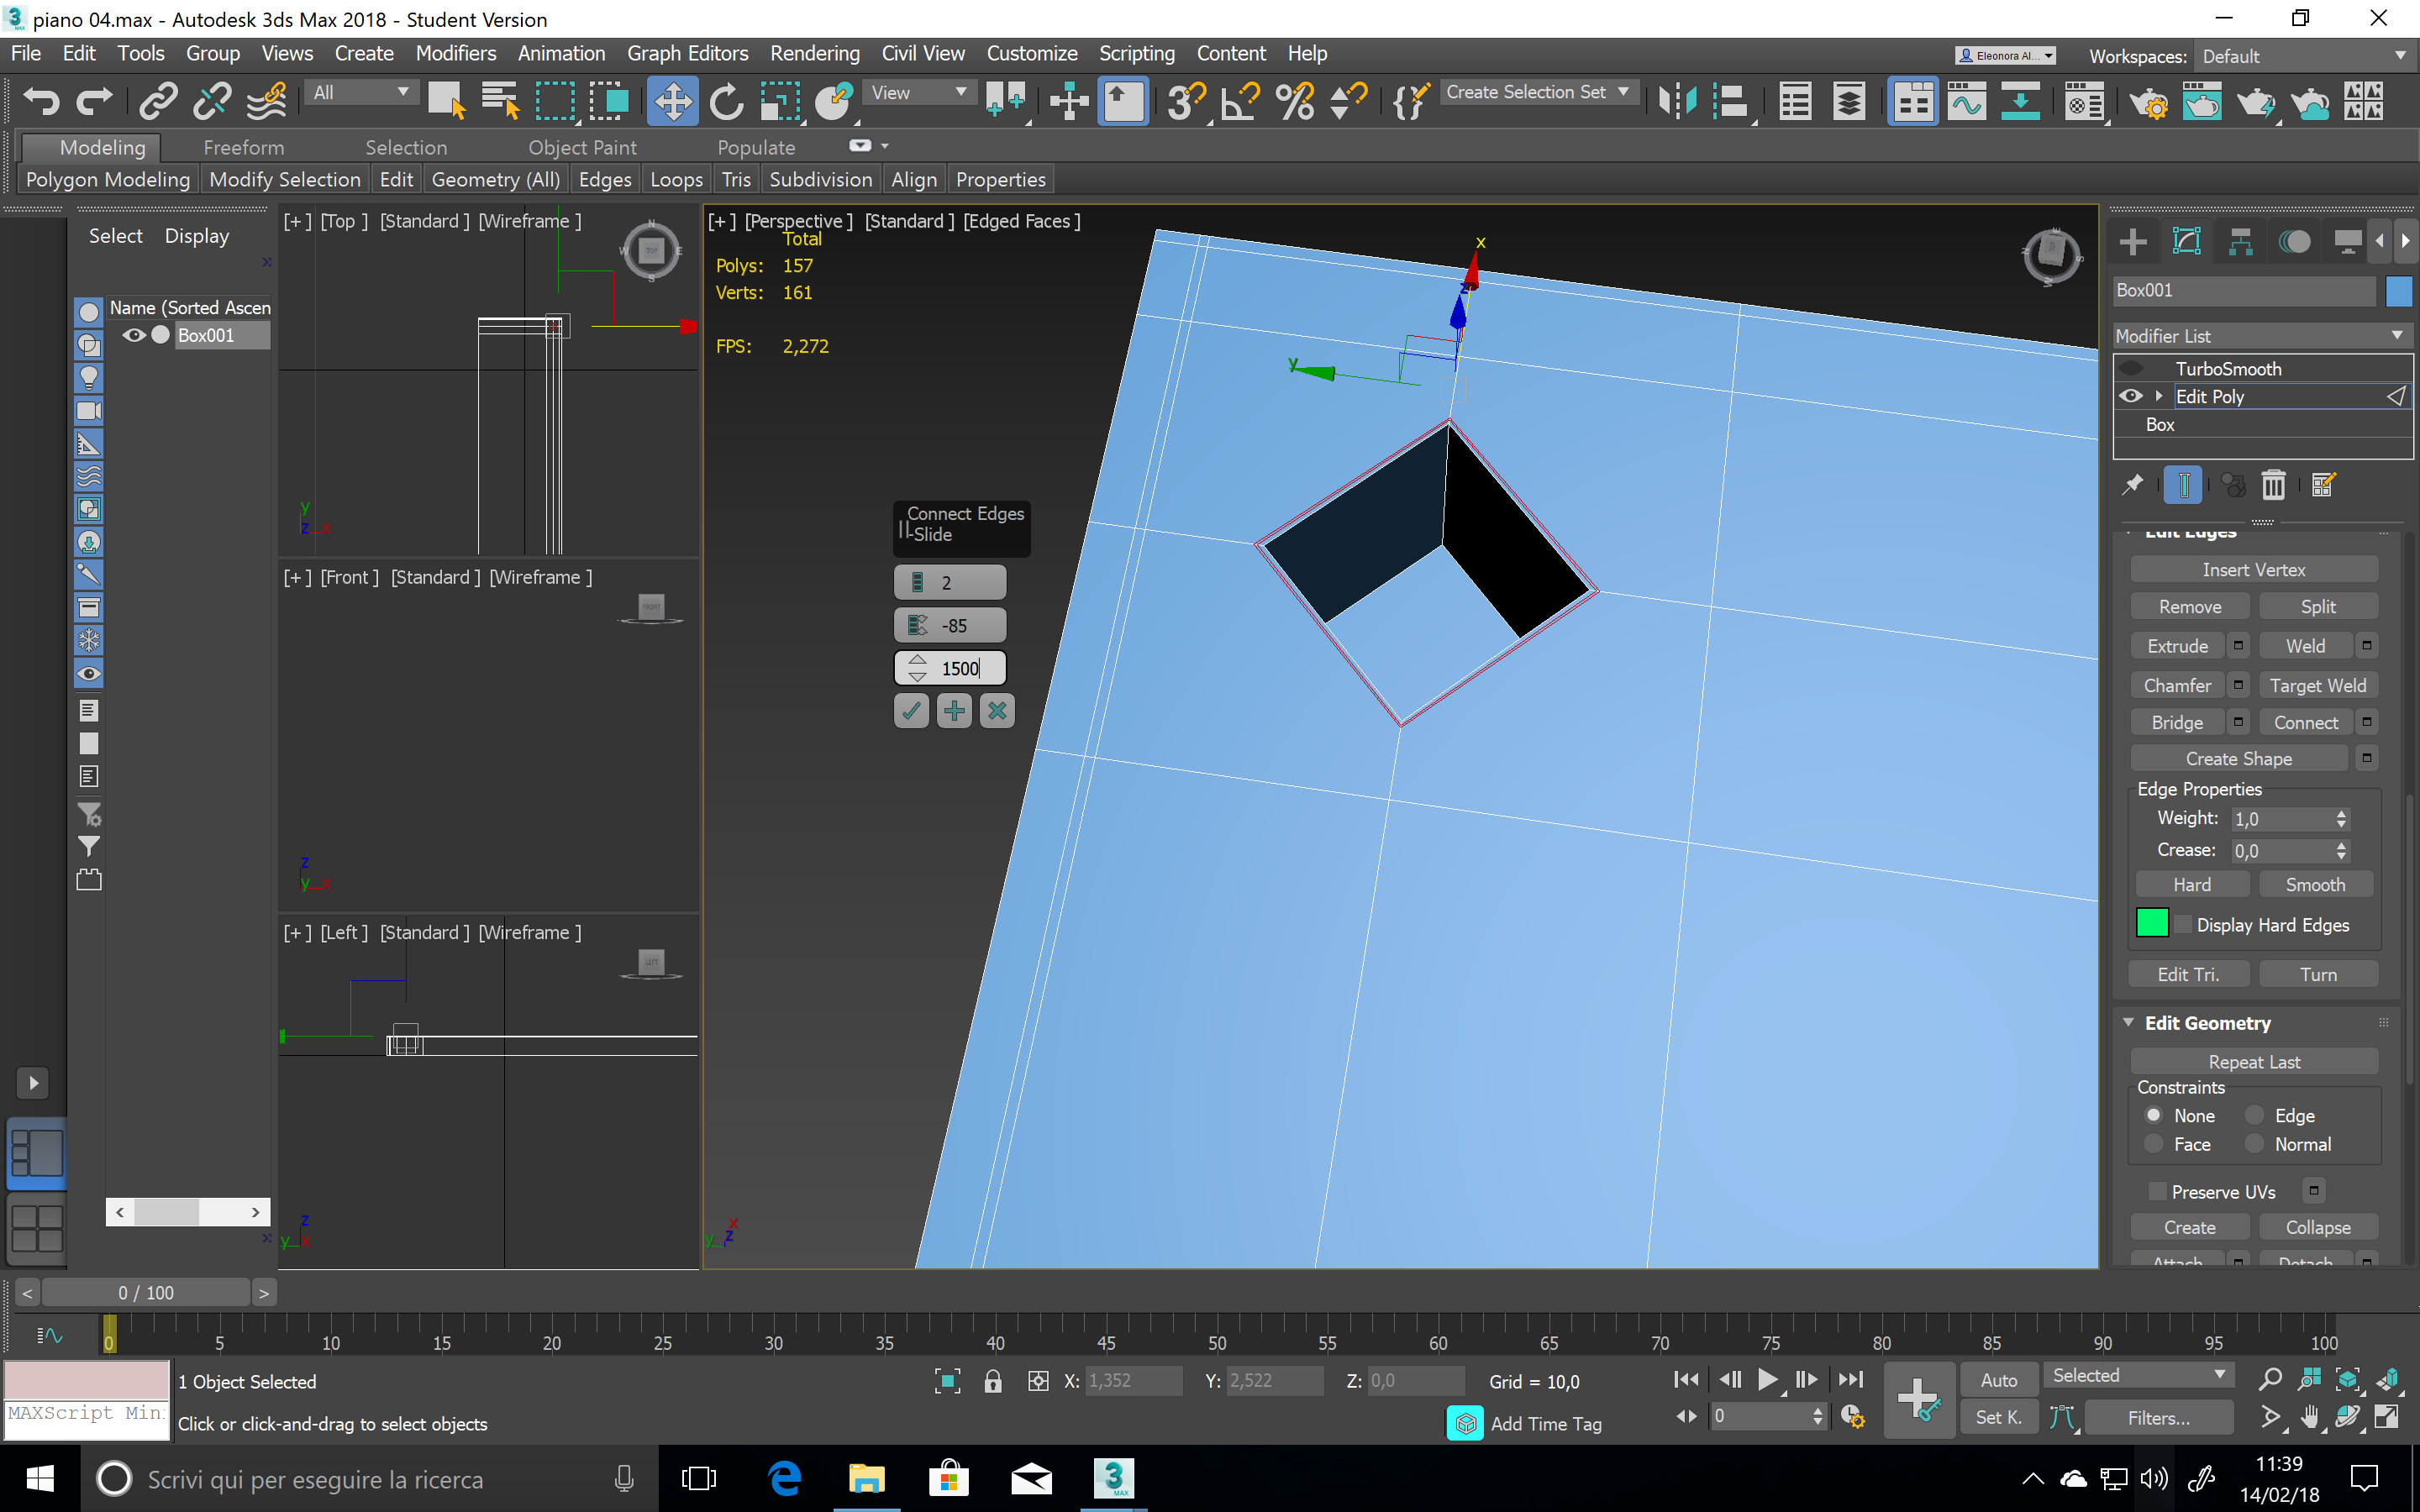 piano 04.max - Autodesk 3ds Max 2018 - Student Version
File Edit Tools Group Views Create Modifiers Animation Graph Editors Rendering Civil View Customize Scripting Content Help
Eleonora Al... Workspaces: Default
All View Create Selection Set
Modeling Freeform Selection Object Paint Populate
Polygon Modeling Modify Selection Edit Geometry (All) Edges Loops Tris Subdivision Align Properties
Select Display
Name (Sorted Ascen
Box001
[+] [Top] [Standard] [Wireframe]
[+] [Front] [Standard] [Wireframe]
[+] [Left] [Standard] [Wireframe]
[+] [Perspective] [Standard] [Edged Faces]
Total
Polys: 157
Verts: 161
FPS: 2,272
Connect Edges
-Slide
2
-85
1500
Box001
Modifier List
TurboSmooth
Edit Poly
Box
Edit Edges
Insert Vertex
Remove Split
Extrude Weld
Chamfer Target Weld
Bridge Connect
Create Shape
Edge Properties
Weight: 1,0
Crease: 0,0
Hard Smooth
Display Hard Edges
Edit Tri. Turn
Edit Geometry
Repeat Last
Constraints
None Edge
Face Normal
Preserve UVs
Create Collapse
Attach Detach
0 / 100
0 5 10 15 20 25 30 35 40 45 50 55 60 65 70 75 80 85 90 95 100
1 Object Selected
X: 1,352 Y: 2,522 Z: 0,0 Grid = 10,0
Auto Selected
MAXScript Min
Click or click-and-drag to select objects
Add Time Tag
0
Set K. Filters...
Scrivi qui per eseguire la ricerca
11:39
14/02/18